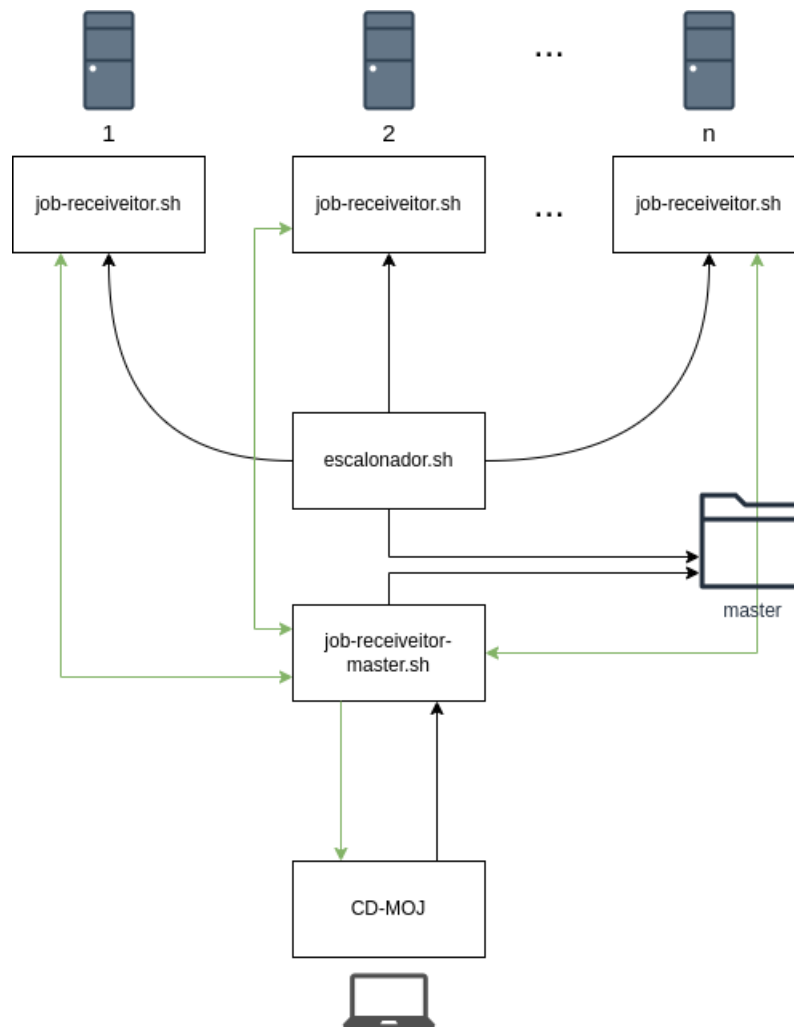 ...
1
2
n
job-receiveitor.sh
job-receiveitor.sh
...
job-receiveitor.sh
escalonador.sh
master
job-receiveitor-
master.sh
CD-MOJ